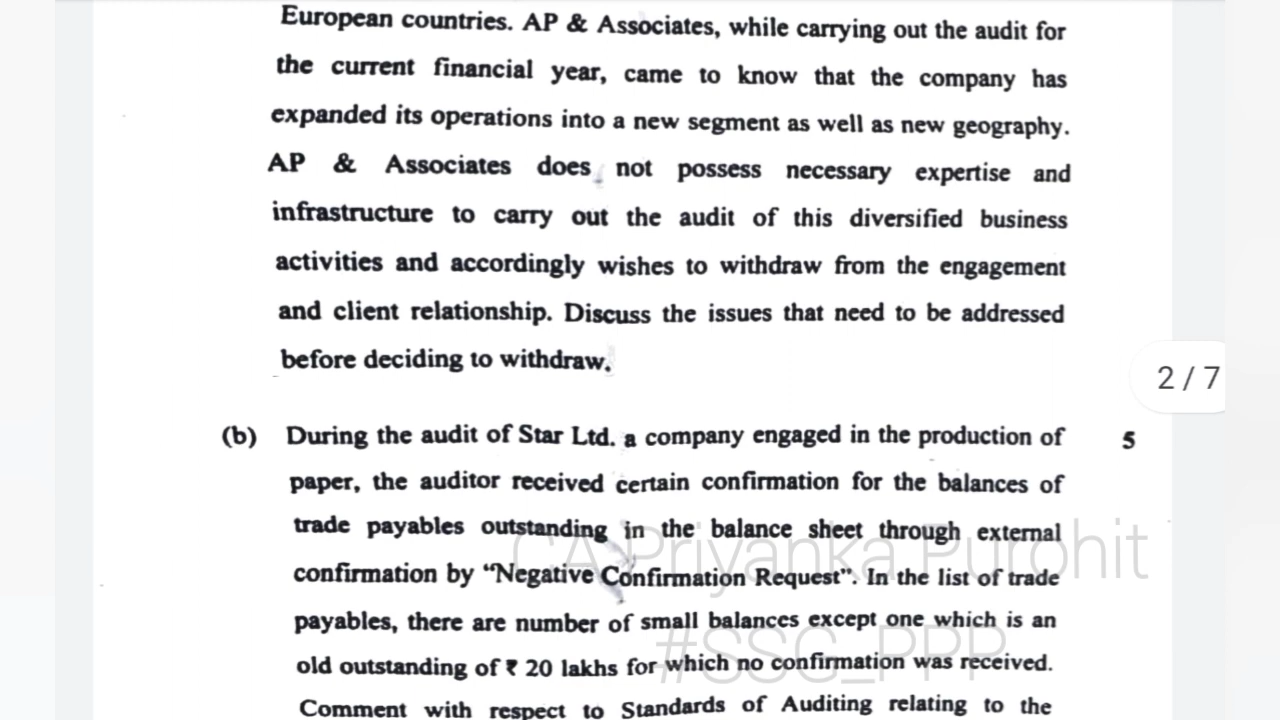 European countries. AP & Associates, while carrying out the audit for
the current financial year, came to know that the company has
expanded its operations into a new segment as well as new geography.
AP & Associates does not possess necessary expertise and
infrastructure to carry out the audit of this diversified business
activities and accordingly wishes to withdraw from the engagement
and client relationship. Discuss the issues that need to be addressed
before deciding to withdraw.
2 / 7
(b) During the audit of Star Ltd. a company engaged in the production of 5
paper, the auditor received certain confirmation for the balances of
trade payables outstanding in the balance sheet through external
CA Priyanka Purohit
confirmation by “Negative Confirmation Request”. In the list of trade
payables, there are number of small balances except one which is an
#SSG_PPP
old outstanding of ₹ 20 lakhs for which no confirmation was received.
Comment with respect to Standards of Auditing relating to the